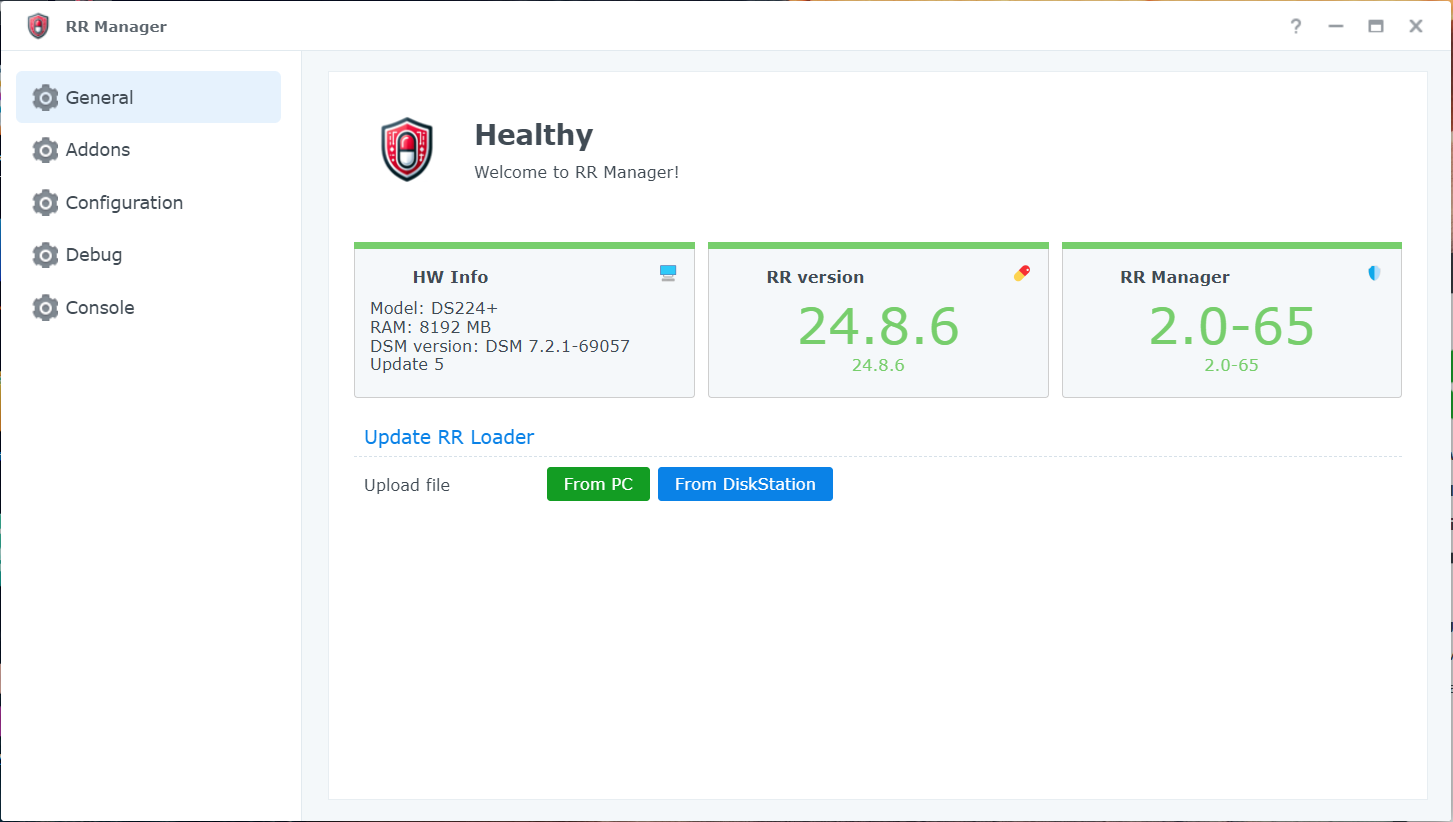 RR Manager
?
General
Addons
Configuration
Debug
Console
Healthy
Welcome to RR Manager!
HW Info
Model: DS224+
RAM: 8192 MB
DSM version: DSM 7.2.1-69057
Update 5
RR version
24.8.6
24.8.6
RR Manager
2.0-65
2.0-65
Update RR Loader
Upload file
From PC
From DiskStation